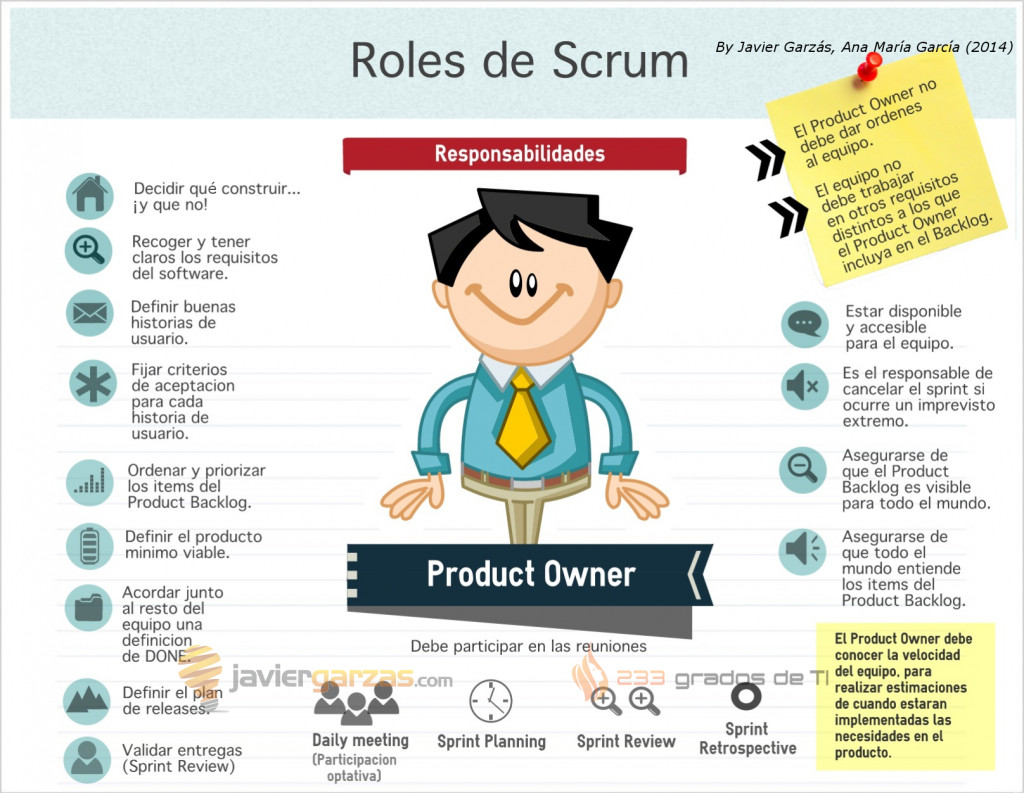 Roles de Scrum
By Javier Garzás, Ana María García (2014)
El Product Owner no
debe dar ordenes
al equipo.
El equipo no
debe trabajar
en otros requisitos
distintos a los que
el Product Owner
incluya en el Backlog.
Responsabilidades
Decidir qué construir...
¡y que no!
Recoger y tener
claros los requisitos
del software.
Definir buenas
historias de
usuario.
Fijar criterios
de aceptacion
para cada
historia de
usuario.
Ordenar y priorizar
los items del
Product Backlog.
Definir el producto
minimo viable.
Acordar junto
al resto del
equipo una
definicion
de DONE.
Definir el plan
de releases.
Validar entregas
(Sprint Review)
Estar disponible
y accesible
para el equipo.
Es el responsable de
cancelar el sprint si
ocurre un imprevisto
extremo.
Asegurarse de
que el Product
Backlog es visible
para todo el mundo.
Asegurarse de
que todo el
mundo entiende
los items del
Product Backlog.
Product Owner
Debe participar en las reuniones
javiergarzas.com
233 grados de TI
Daily meeting
(Participacion
optativa)
Sprint Planning
Sprint Review
Sprint
Retrospective
El Product Owner debe
conocer la velocidad
del equipo, para
realizar estimaciones
de cuando estaran
implementadas las
necesidades en el
producto.